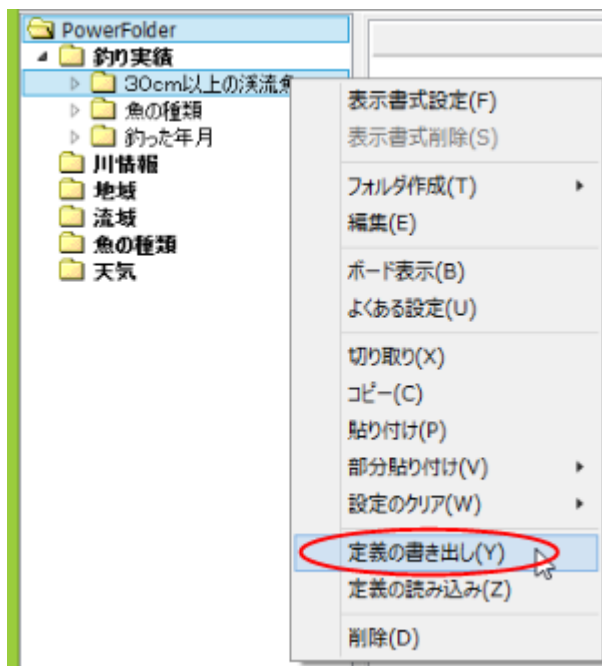 PowerFolder
釣り実績
30cm以上の渓流魚
魚の種類
釣った年月
川情報
地域
流域
魚の種類
天気
表示書式設定(F)
表示書式削除(S)
フォルダ作成(T)
編集(E)
ボード表示(B)
よくある設定(U)
切り取り(X)
コピー(C)
貼り付け(P)
部分貼り付け(V)
設定のクリア(W)
定義の書き出し(Y)
定義の読み込み(Z)
削除(D)